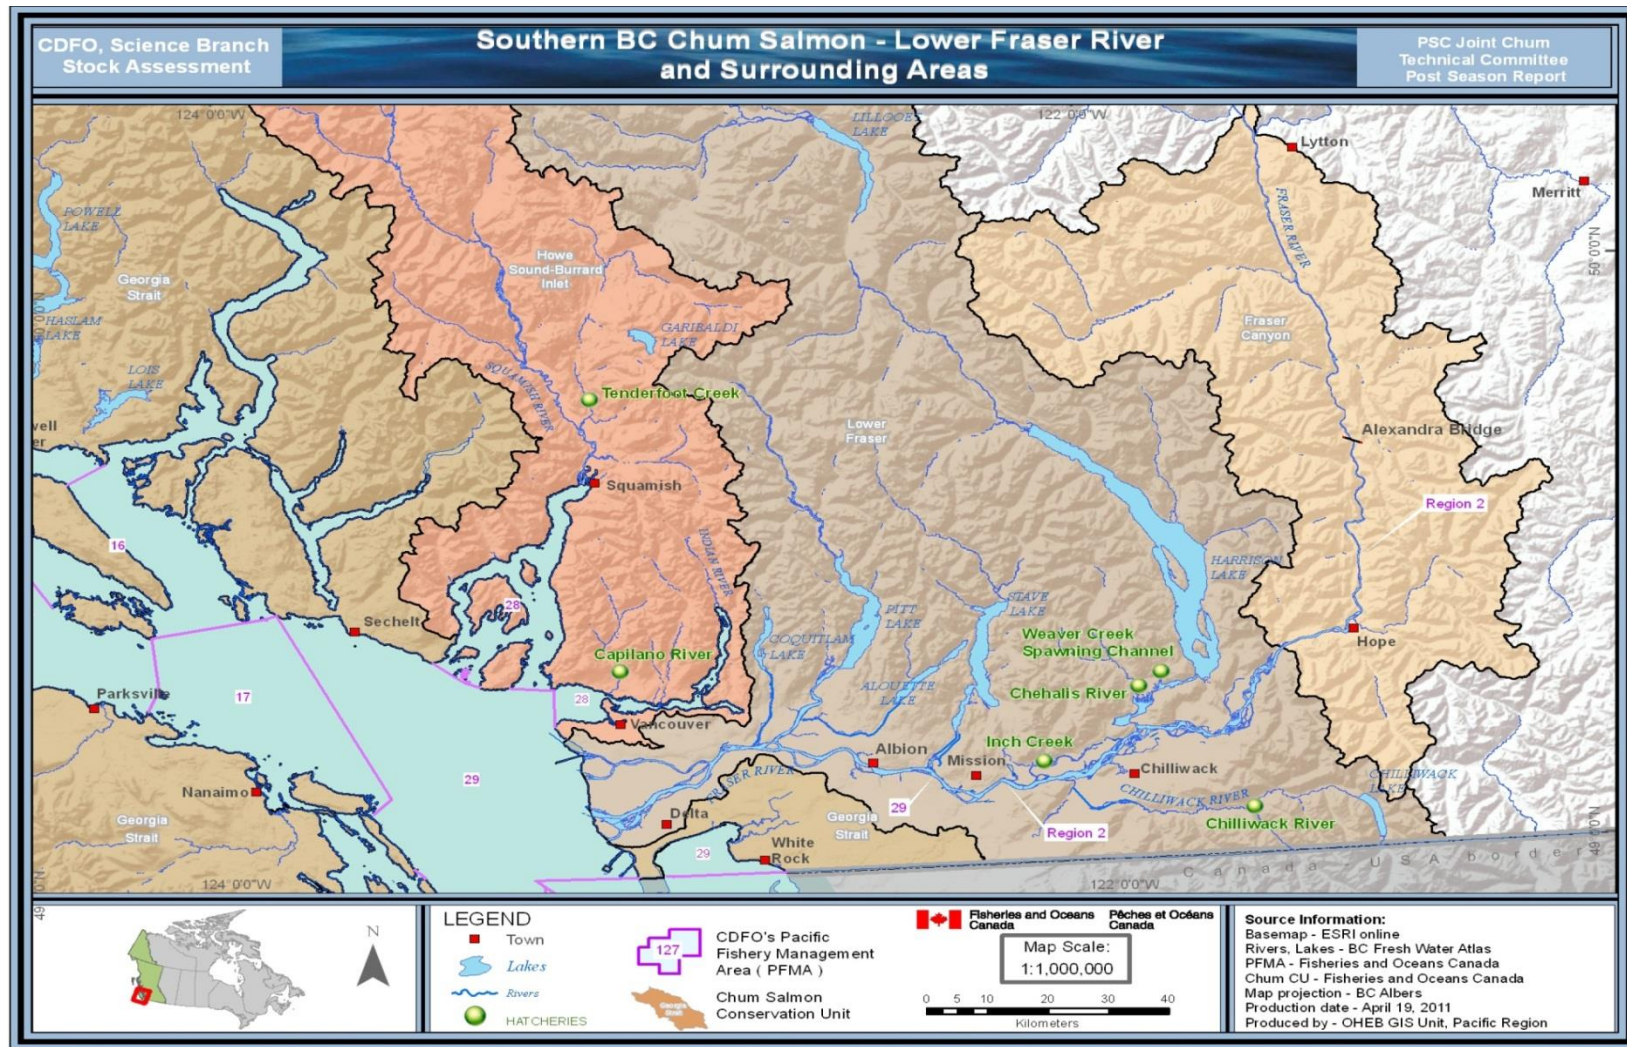 CDFO, Science Branch
Stock Assessment
Southern BC Chum Salmon - Lower Fraser River
and Surrounding Areas
PSC Joint Chum
Technical Committee
Post Season Report
124°0'0"W
122°0'0"W
LILLOOET
LAKE
Lytton
Merritt
POWELL
LAKE
FRASER RIVER
50°0'0"N
Howe
Sound-Burrard
Inlet
Georgia
Strait
HASLAM
LAKE
GARIBALDI
LAKE
Fraser
Canyon
LOIS
LAKE
SQUAMISH RIVER
Tenderfoot Creek
Lower
Fraser
Alexandra Bridge
Squamish
Region 2
16
INDIAN RIVER
HARRISON
LAKE
28
STAVE
LAKE
PITT
LAKE
Sechelt
COQUITLAM
LAKE
Weaver Creek
Spawning Channel
Hope
Capilano River
ALOUETTE
LAKE
Chehalis River
Parksville
17
28
Vancouver
Albion
Inch Creek
Mission
Chilliwack
29
FRASER RIVER
CHILLIWACK
LAKE
Nanaimo
CHILLIWACK RIVER
29
Delta
Georgia
Strait
Chilliwack River
Georgia
Strait
Region 2
White
Rock
29
49°0'0"N
Canada - USA border
124°0'0"W
122°0'0"W
N
LEGEND
Town
Lakes
Rivers
HATCHERIES
127
CDFO's Pacific
Fishery Management
Area ( PFMA )
Georgia
Strait
Chum Salmon
Conservation Unit
Fisheries and Oceans
Canada
Pêches et Océans
Canada
Map Scale:
1:1,000,000
0 5 10 20 30 40
Kilometers
Source Information:
Basemap - ESRI online
Rivers, Lakes - BC Fresh Water Atlas
PFMA - Fisheries and Oceans Canada
Chum CU - Fisheries and Oceans Canada
Map projection - BC Albers
Production date - April 19, 2011
Produced by - OHEB GIS Unit, Pacific Region